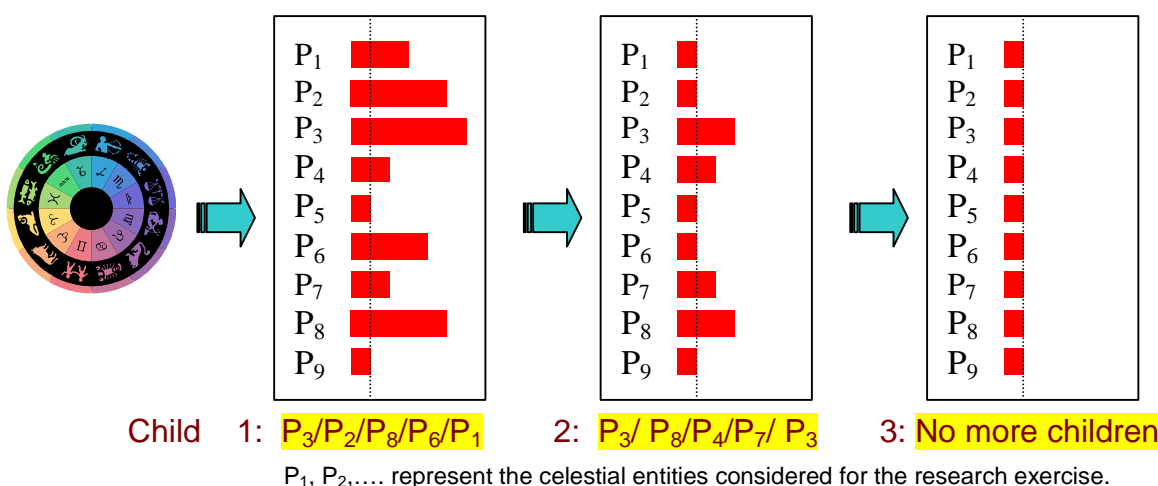 P₁ P₁ P₁
P₂ P₂ P₂
P₃ P₃ P₃
P₄ P₄ P₄
P₅ P₅ P₅
P₆ P₆ P₆
P₇ P₇ P₇
P₈ P₈ P₈
P₉ P₉ P₉
Child 1: P₃/P₂/P₈/P₆/P₁ 2: P₃/ P₈/P₄/P₇/ P₃ 3: No more children
P₁, P₂,…. represent the celestial entities considered for the research exercise.